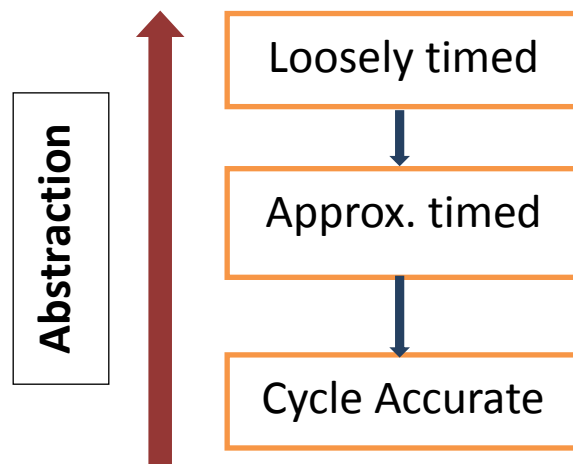 Abstraction
Loosely timed
Approx. timed
Cycle Accurate